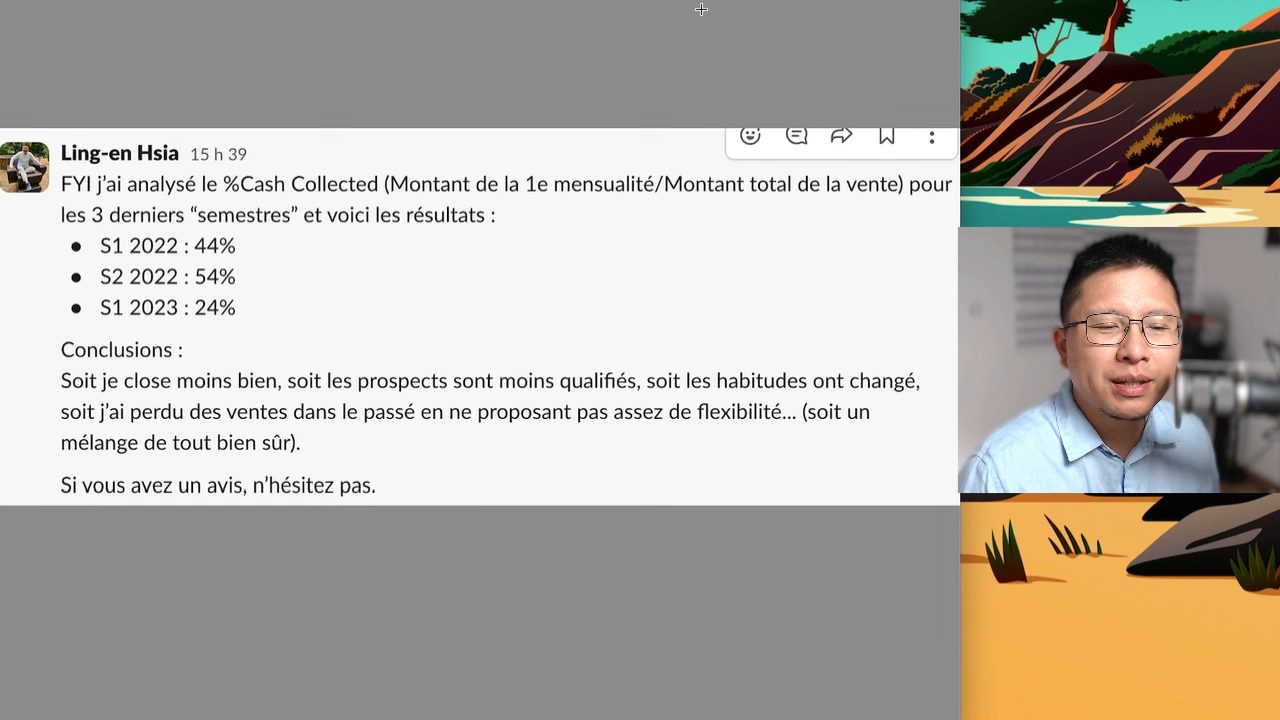 Ling-en Hsia 15 h 39
FYI j’ai analysé le %Cash Collected (Montant de la 1e mensualité/Montant total de la vente) pour
les 3 derniers “semestres” et voici les résultats :
● S1 2022 : 44%
● S2 2022 : 54%
● S1 2023 : 24%
Conclusions :
Soit je close moins bien, soit les prospects sont moins qualifiés, soit les habitudes ont changé,
soit j’ai perdu des ventes dans le passé en ne proposant pas assez de flexibilité... (soit un
mélange de tout bien sûr).
Si vous avez un avis, n’hésitez pas.